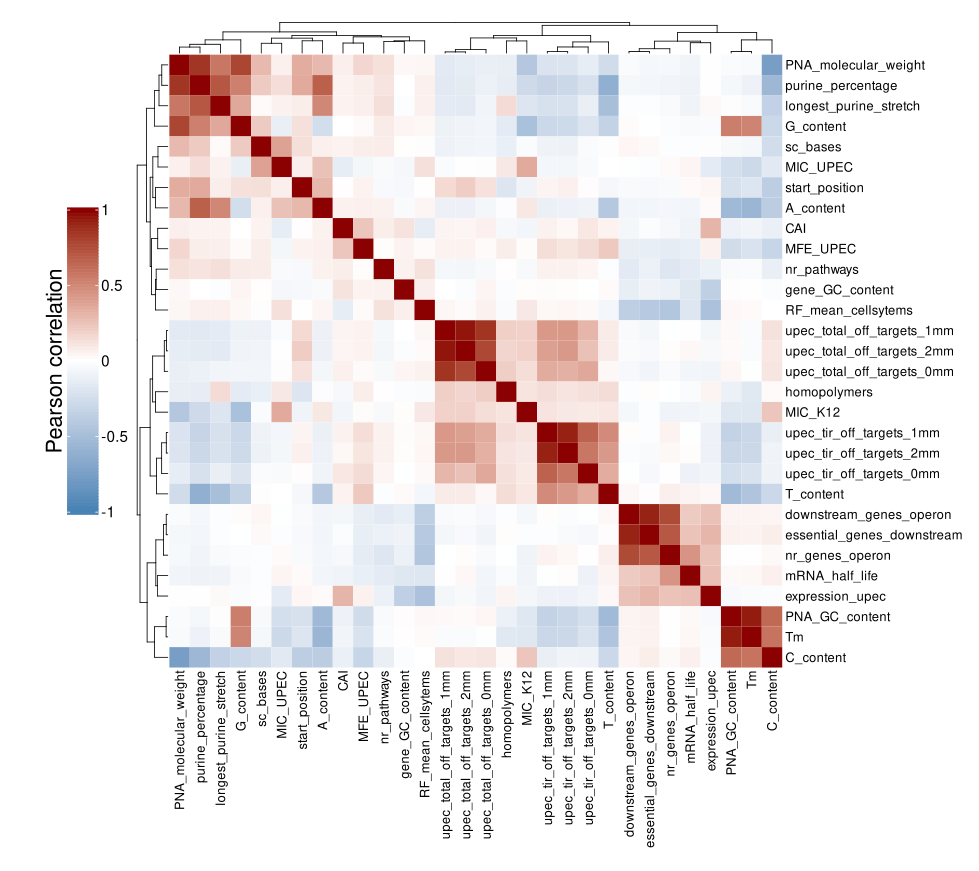 PNA_molecular_weight
purine_percentage
longest_purine_stretch
G_content
sc_bases
MIC_UPEC
start_position
A_content
CAI
MFE_UPEC
nr_pathways
gene_GC_content
RF_mean_cellsytems
upec_total_off_targets_1mm
upec_total_off_targets_2mm
upec_total_off_targets_0mm
homopolymers
MIC_K12
upec_tir_off_targets_1mm
upec_tir_off_targets_2mm
upec_tir_off_targets_0mm
T_content
downstream_genes_operon
essential_genes_downstream
nr_genes_operon
mRNA_half_life
expression_upec
PNA_GC_content
Tm
C_content
Pearson correlation
1
0.5
0
-0.5
-1
PNA_molecular_weight
purine_percentage
longest_purine_stretch
G_content
sc_bases
MIC_UPEC
start_position
A_content
CAI
MFE_UPEC
nr_pathways
gene_GC_content
RF_mean_cellsytems
upec_total_off_targets_1mm
upec_total_off_targets_2mm
upec_total_off_targets_0mm
homopolymers
MIC_K12
upec_tir_off_targets_1mm
upec_tir_off_targets_2mm
upec_tir_off_targets_0mm
T_content
downstream_genes_operon
essential_genes_downstream
nr_genes_operon
mRNA_half_life
expression_upec
PNA_GC_content
Tm
C_content